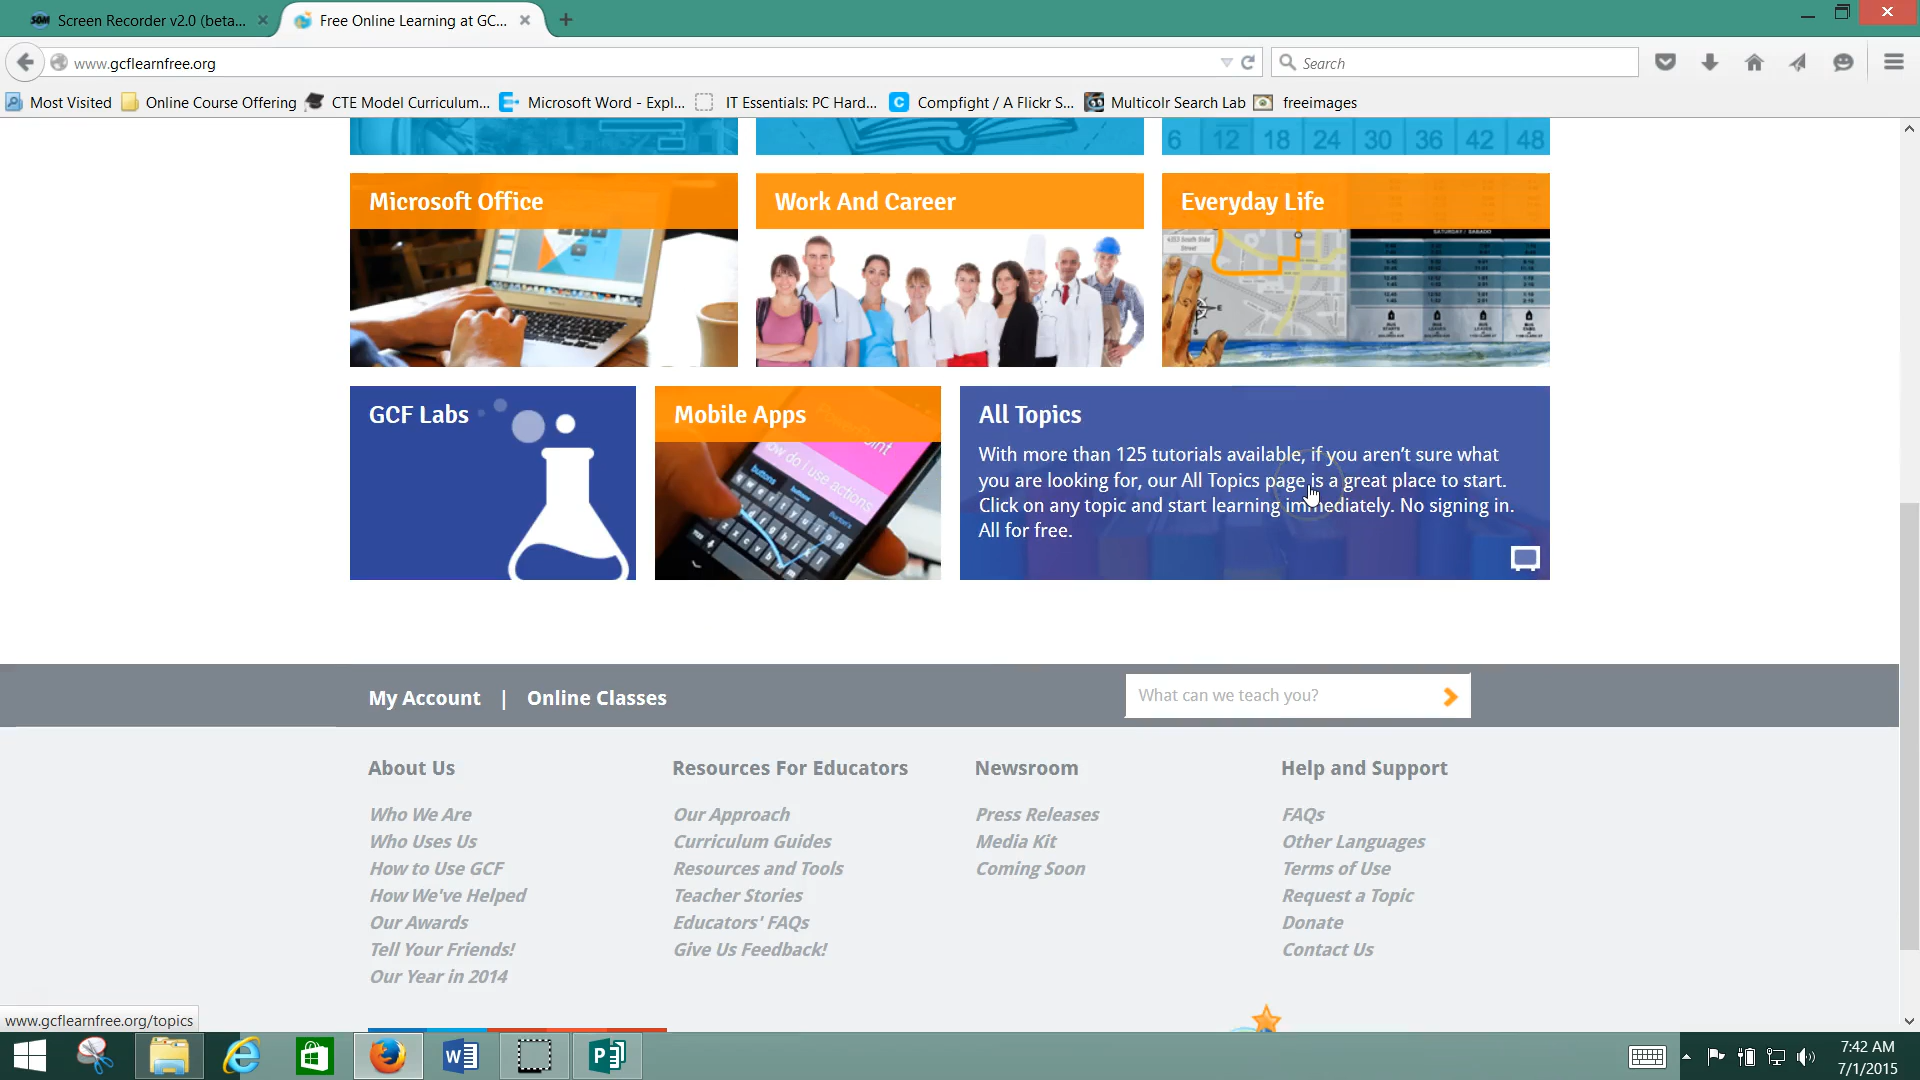 Screen Recorder v2.0 (beta...
Free Online Learning at GC...
www.gcflearnfree.org
Search
Most Visited
Online Course Offering
CTE Model Curriculum...
Microsoft Word - Expl...
IT Essentials: PC Hard...
Compfight / A Flickr S...
Multicolr Search Lab
freeimages
6 12 18 24 30 36 42 48
Microsoft Office
Work And Career
Everyday Life
GCF Labs
Mobile Apps
All Topics
With more than 125 tutorials available, if you aren’t sure what
you are looking for, our All Topics page is a great place to start.
Click on any topic and start learning immediately. No signing in.
All for free.
My Account | Online Classes
What can we teach you?
About Us
Who We Are
Who Uses Us
How to Use GCF
How We've Helped
Our Awards
Tell Your Friends!
Our Year in 2014
Resources For Educators
Our Approach
Curriculum Guides
Resources and Tools
Teacher Stories
Educators' FAQs
Give Us Feedback!
Newsroom
Press Releases
Media Kit
Coming Soon
Help and Support
FAQs
Other Languages
Terms of Use
Request a Topic
Donate
Contact Us
www.gcflearnfree.org/topics
7:42 AM
7/1/2015